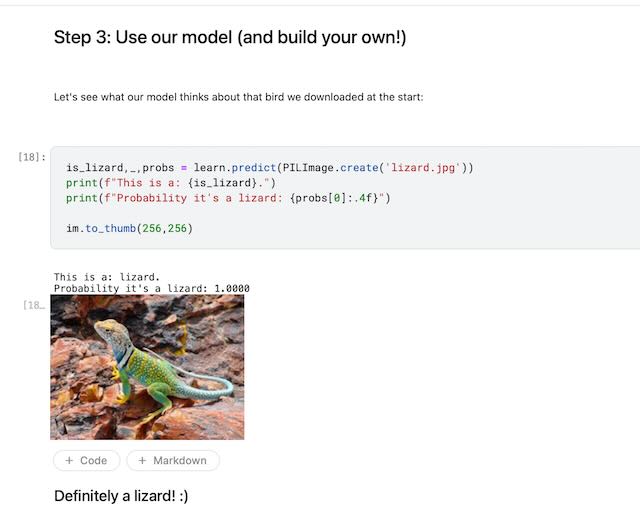 Step 3: Use our model (and build your own!)
Let's see what our model thinks about that bird we downloaded at the start:
[18]:
is_lizard,_,probs = learn.predict(PILImage.create('lizard.jpg'))
print(f"This is a: {is_lizard}.")
print(f"Probability it's a lizard: {probs[0]:.4f}")
im.to_thumb(256,256)
This is a: lizard.
Probability it's a lizard: 1.0000
[18…
+ Code + Markdown
Definitely a lizard! :)